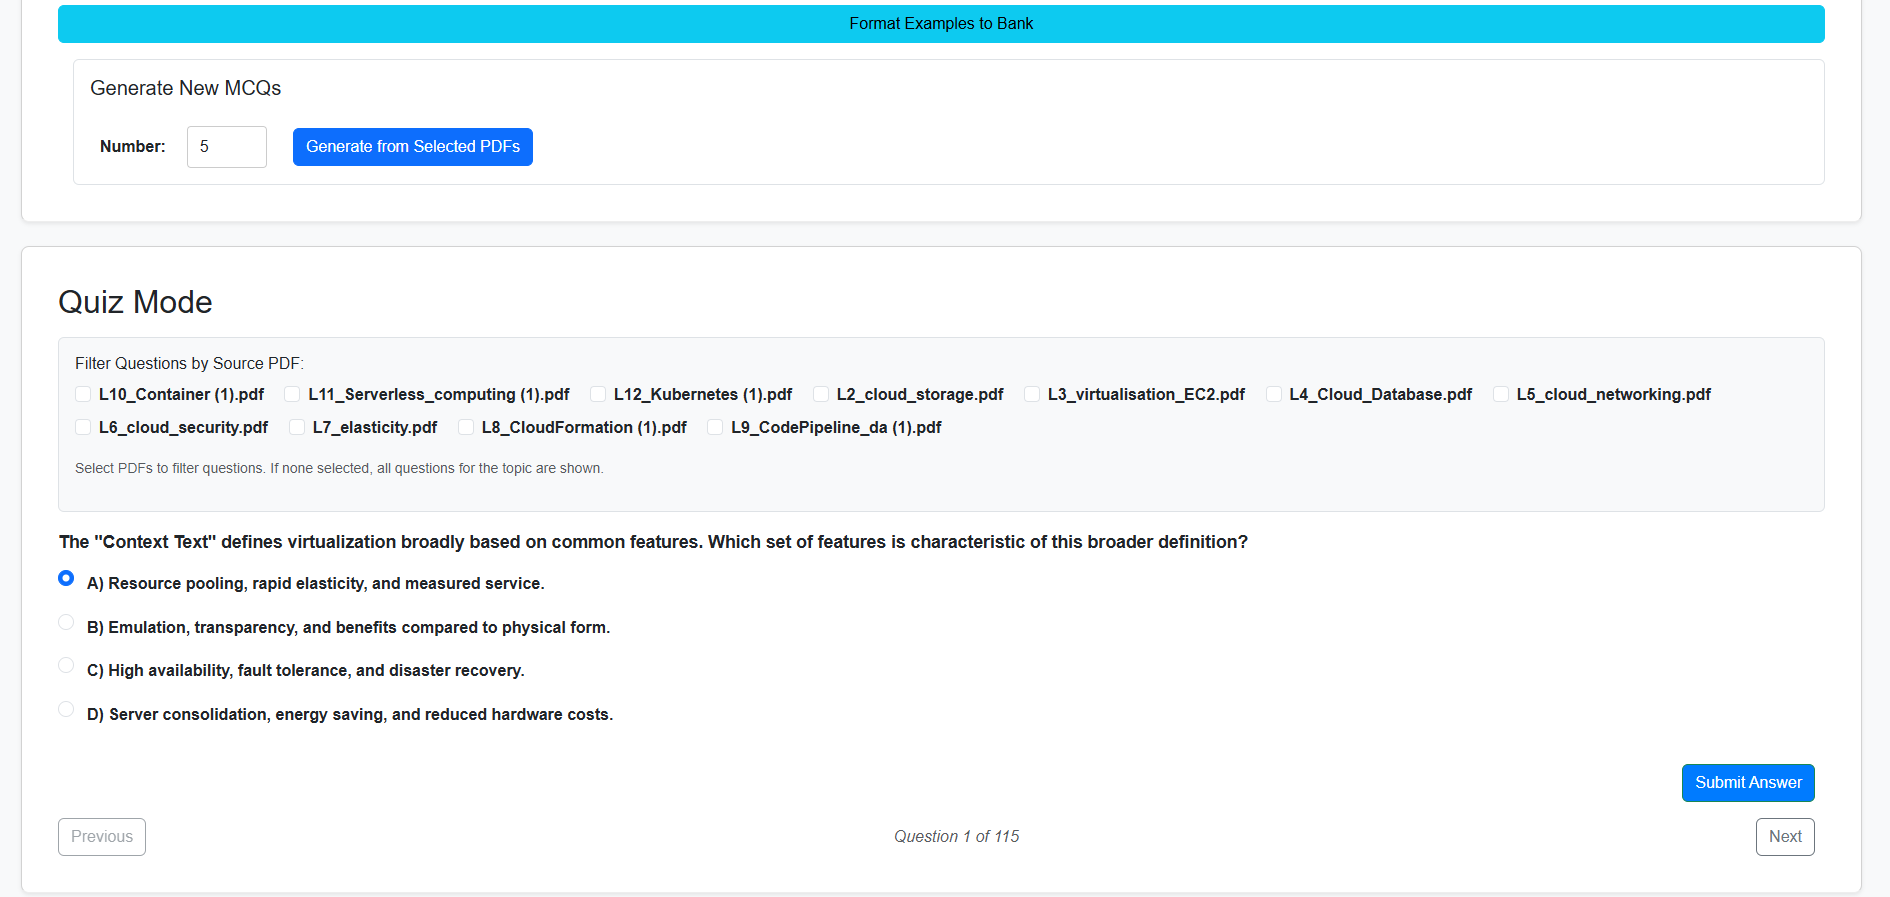 Format Examples to Bank
Generate New MCQs
Number: 5 Generate from Selected PDFs
Quiz Mode
Filter Questions by Source PDF:
L10_Container (1).pdf L11_Serverless_computing (1).pdf L12_Kubernetes (1).pdf L2_cloud_storage.pdf L3_virtualisation_EC2.pdf L4_Cloud_Database.pdf L5_cloud_networking.pdf
L6_cloud_security.pdf L7_elasticity.pdf L8_CloudFormation (1).pdf L9_CodePipeline_da (1).pdf
Select PDFs to filter questions. If none selected, all questions for the topic are shown.
The "Context Text" defines virtualization broadly based on common features. Which set of features is characteristic of this broader definition?
A) Resource pooling, rapid elasticity, and measured service.
B) Emulation, transparency, and benefits compared to physical form.
C) High availability, fault tolerance, and disaster recovery.
D) Server consolidation, energy saving, and reduced hardware costs.
Submit Answer
Previous Question 1 of 115 Next